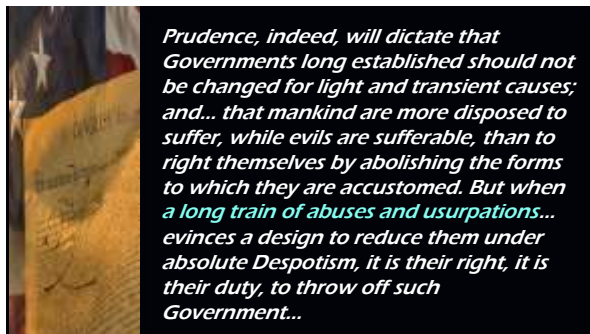 Prudence, indeed, will dictate that
Governments long established should not
be changed for light and transient causes;
and... that mankind are more disposed to
suffer, while evils are sufferable, than to
right themselves by abolishing the forms
to which they are accustomed. But when
a long train of abuses and usurpations...
evinces a design to reduce them under
absolute Despotism, it is their right, it is
their duty, to throw off such
Government...